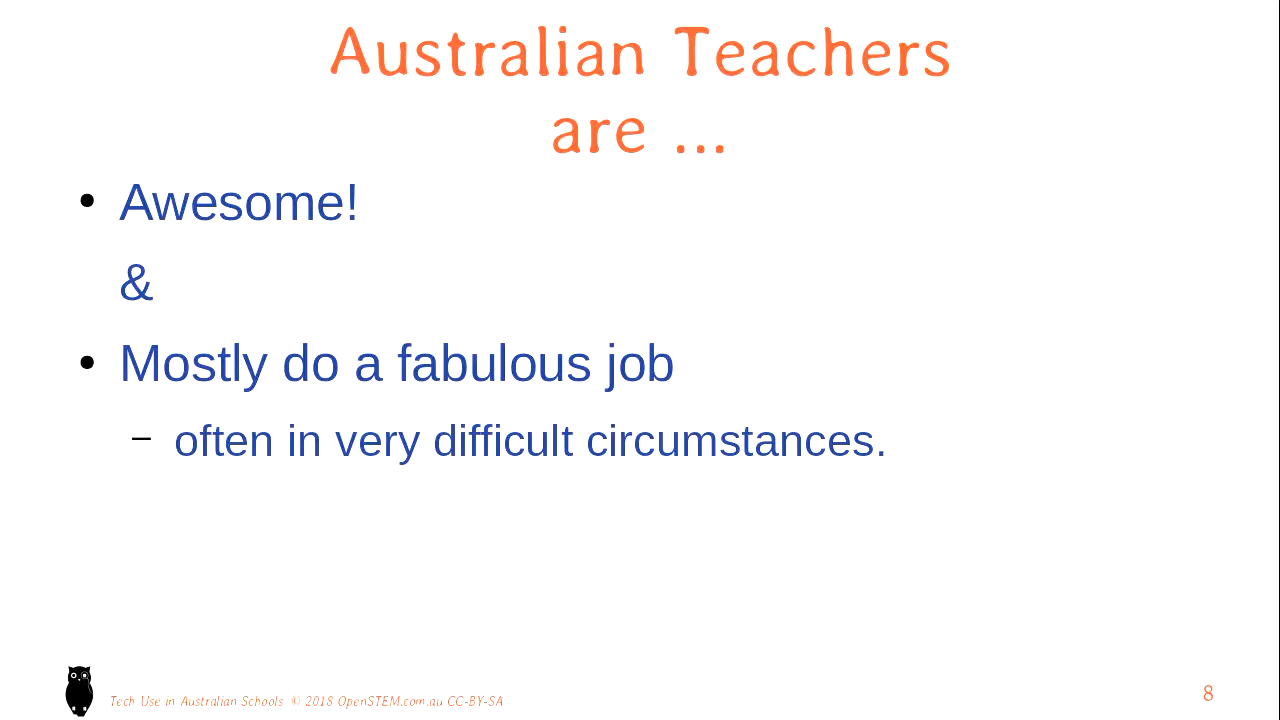 Australian Teachers
are ...
• Awesome!
&
• Mostly do a fabulous job
– often in very difficult circumstances.
Tech Use in Australian Schools © 2018 OpenSTEM.com.au CC-BY-SA
8